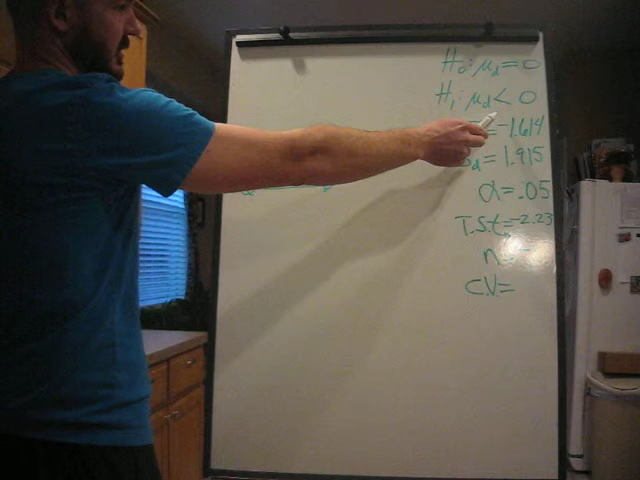 H₀: μd = 0
H₁: μd < 0
= -1.614
d = 1.915
α = .05
T.S.t = -2.23
n =
C.V. =